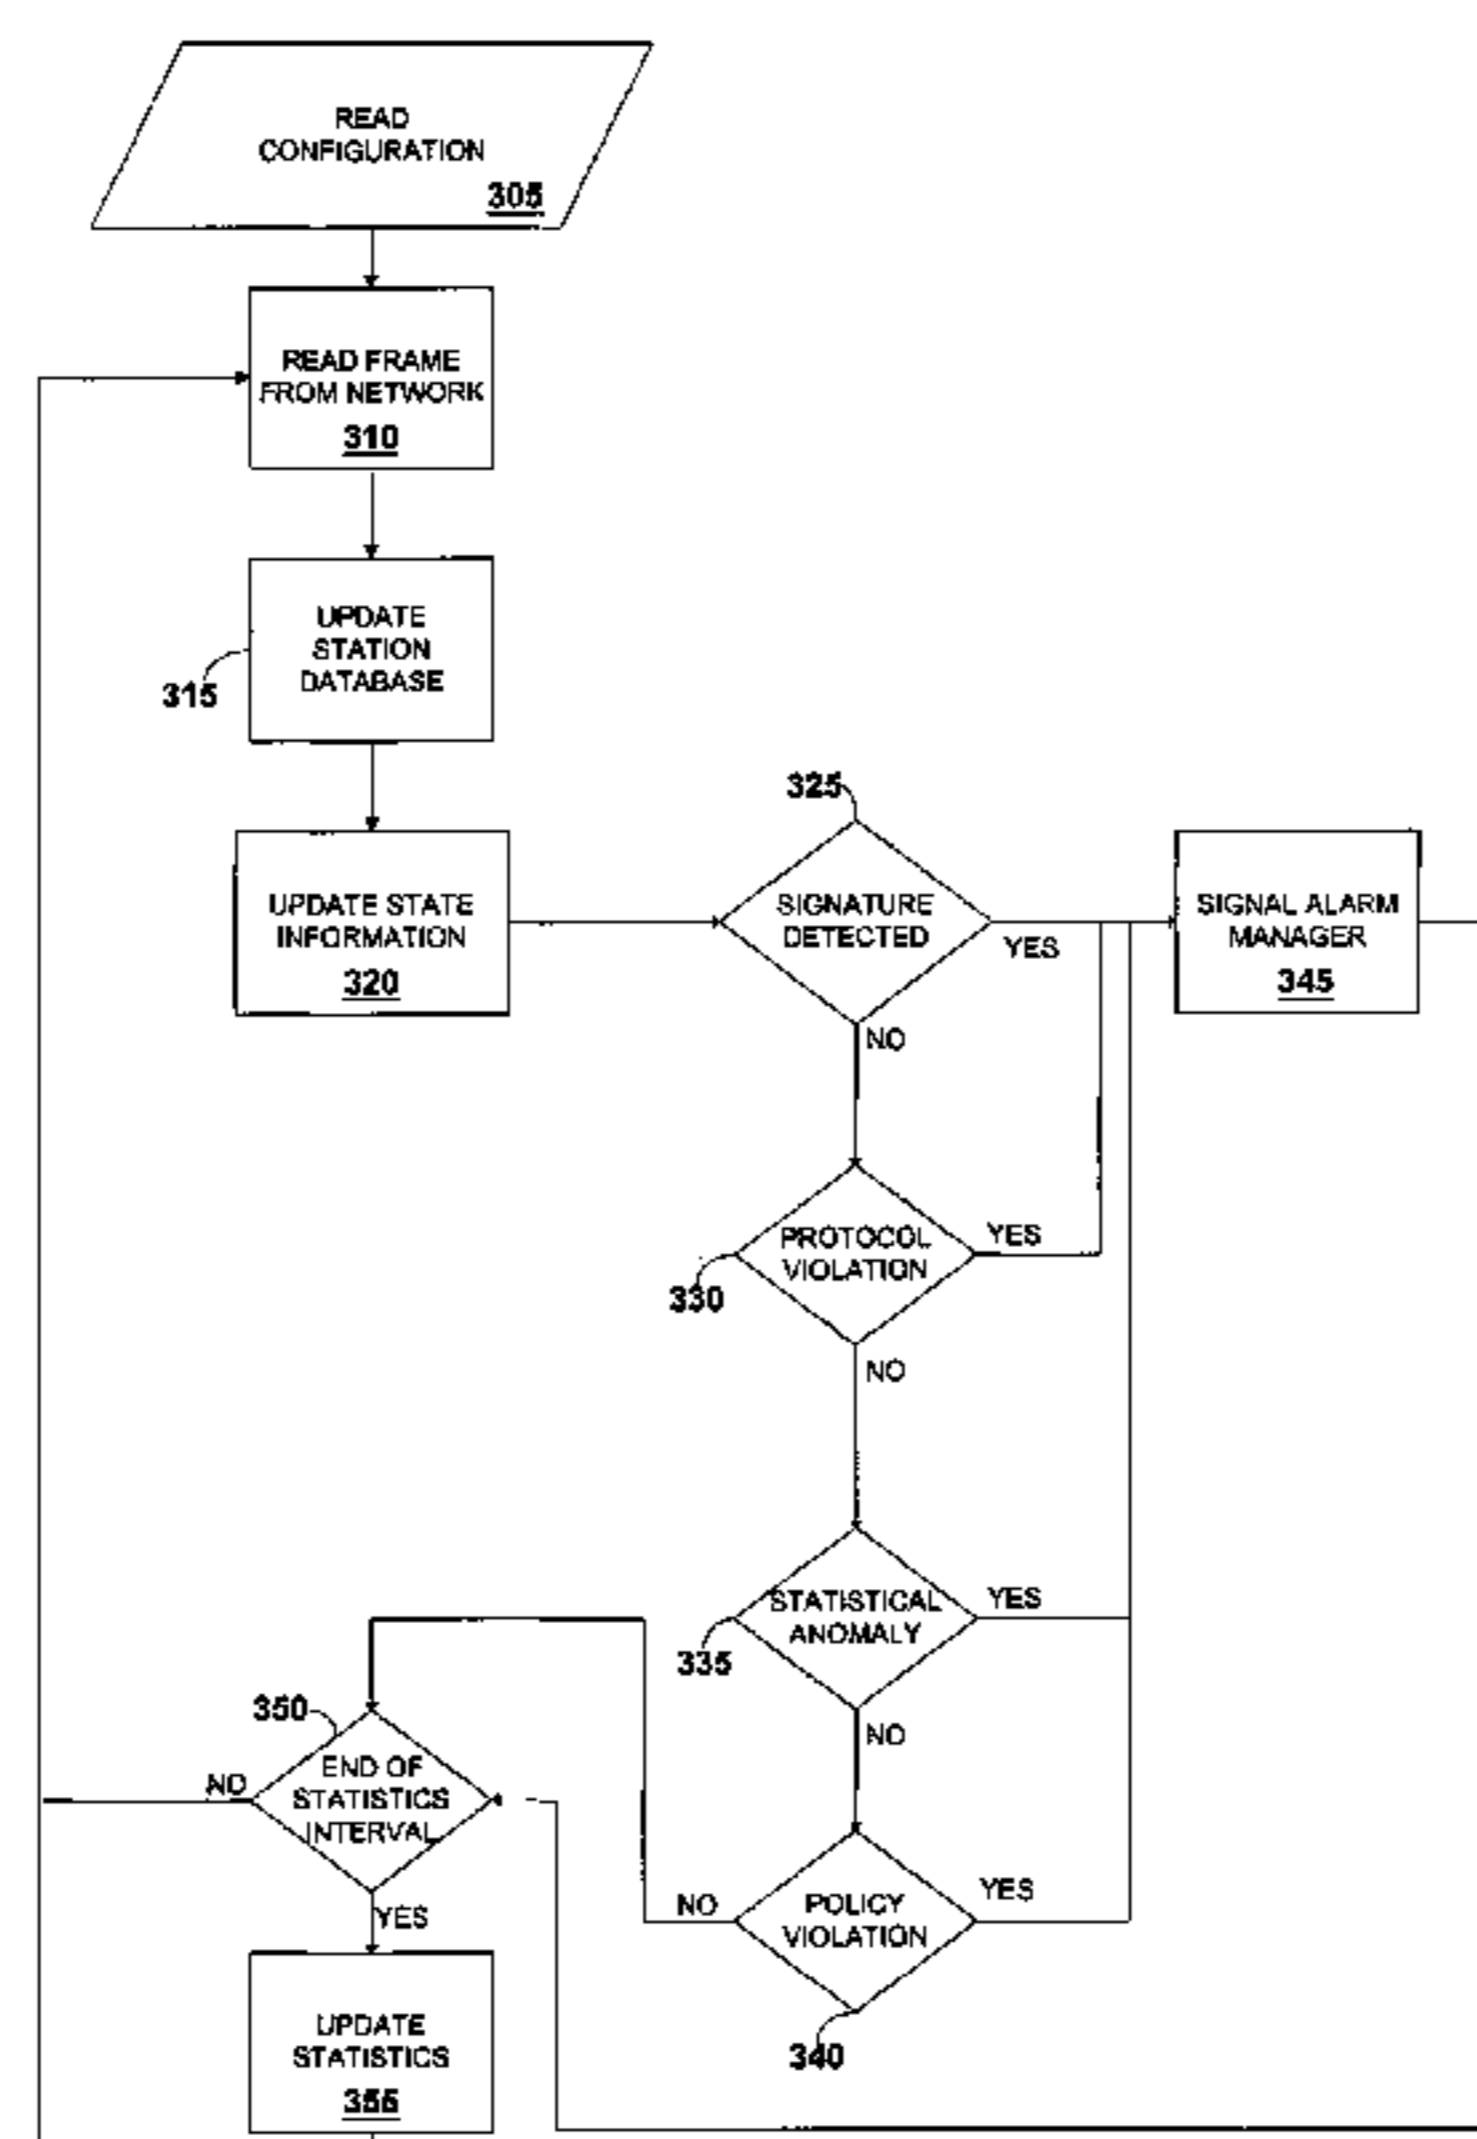 READ
CONFIGURATION
305
READ FRAME
FROM NETWORK
310
UPDATE
STATION
DATABASE
315
UPDATE STATE
INFORMATION
320
325
SIGNATURE
DETECTED
YES
NO
SIGNAL ALARM
MANAGER
345
PROTOCOL
VIOLATION
YES
330
NO
STATISTICAL
ANOMALY
YES
335
NO
350
END OF
STATISTICS
INTERVAL
NO
YES
POLICY
VIOLATION
NO
YES
340
UPDATE
STATISTICS
355